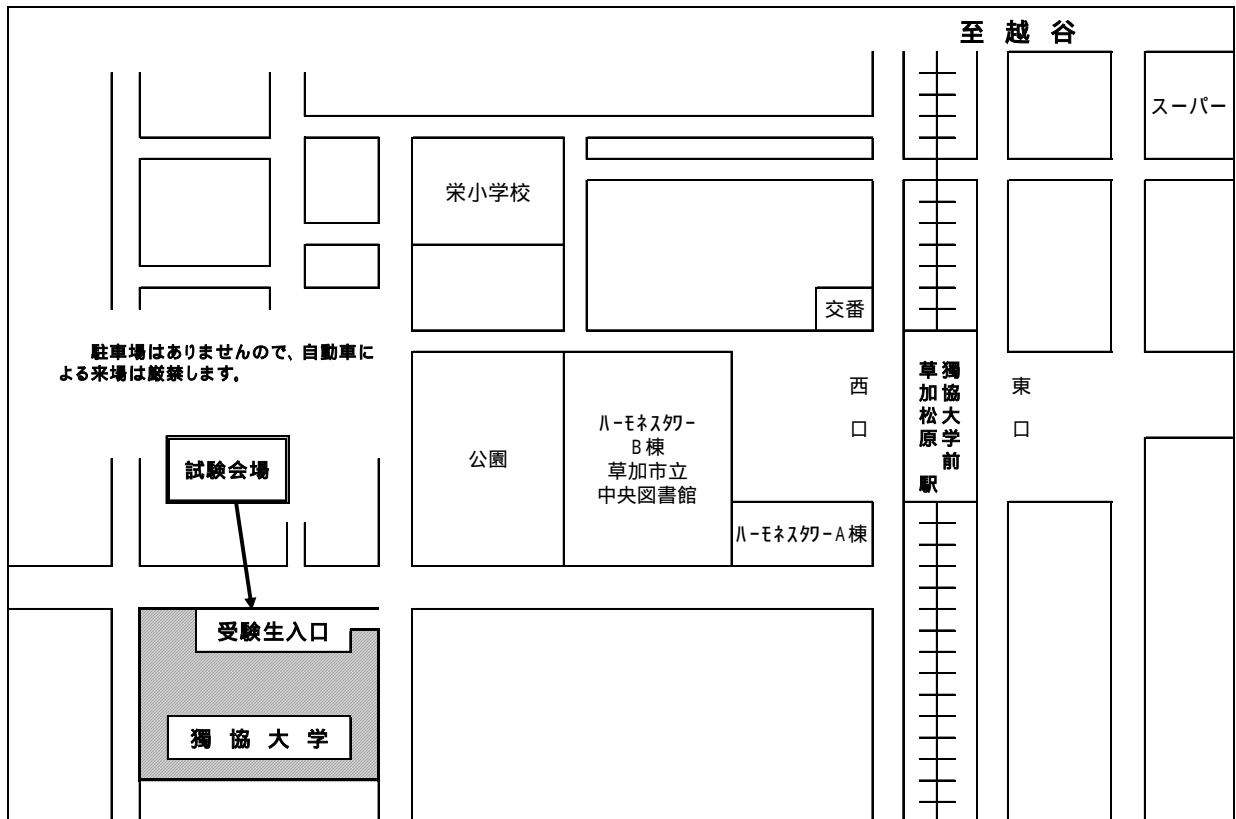 至 越 谷
スーパー
栄小学校
交番
駐車場はありませんので、自動車に
よる来場は厳禁します。
試験会場
公園
ﾊｰﾓﾈｽﾀﾜｰ
B棟
草加市立
中央図書館
ﾊｰﾓﾈｽﾀﾜｰA棟
西口
獨協大学前
草加松原
駅
東口
受験生入口
獨 協 大 学